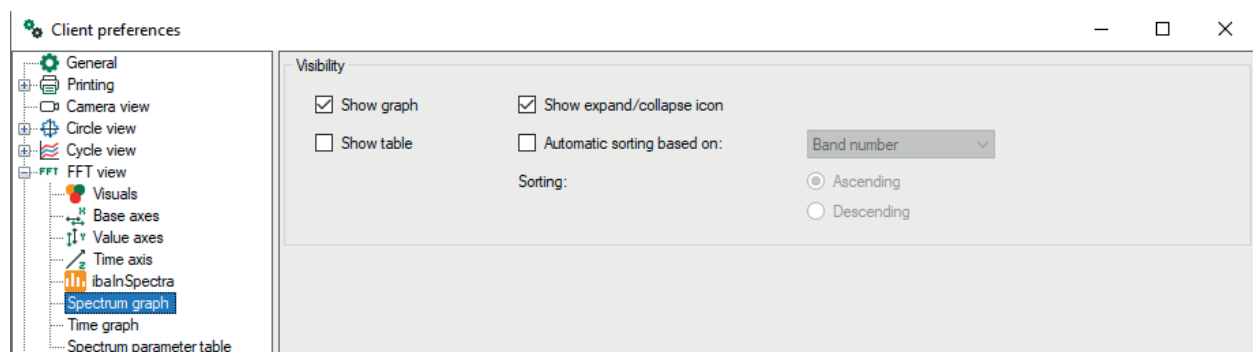 Client preferences
General
Printing
Camera view
Circle view
Cycle view
FFT FFT view
Visuals
X Base axes
Y Value axes
Z Time axis
ibaInSpectra
Spectrum graph
Time graph
Spectrum parameter table
Visibility
Show graph
Show expand/collapse icon
Show table
Automatic sorting based on:
Band number
Sorting:
Ascending
Descending